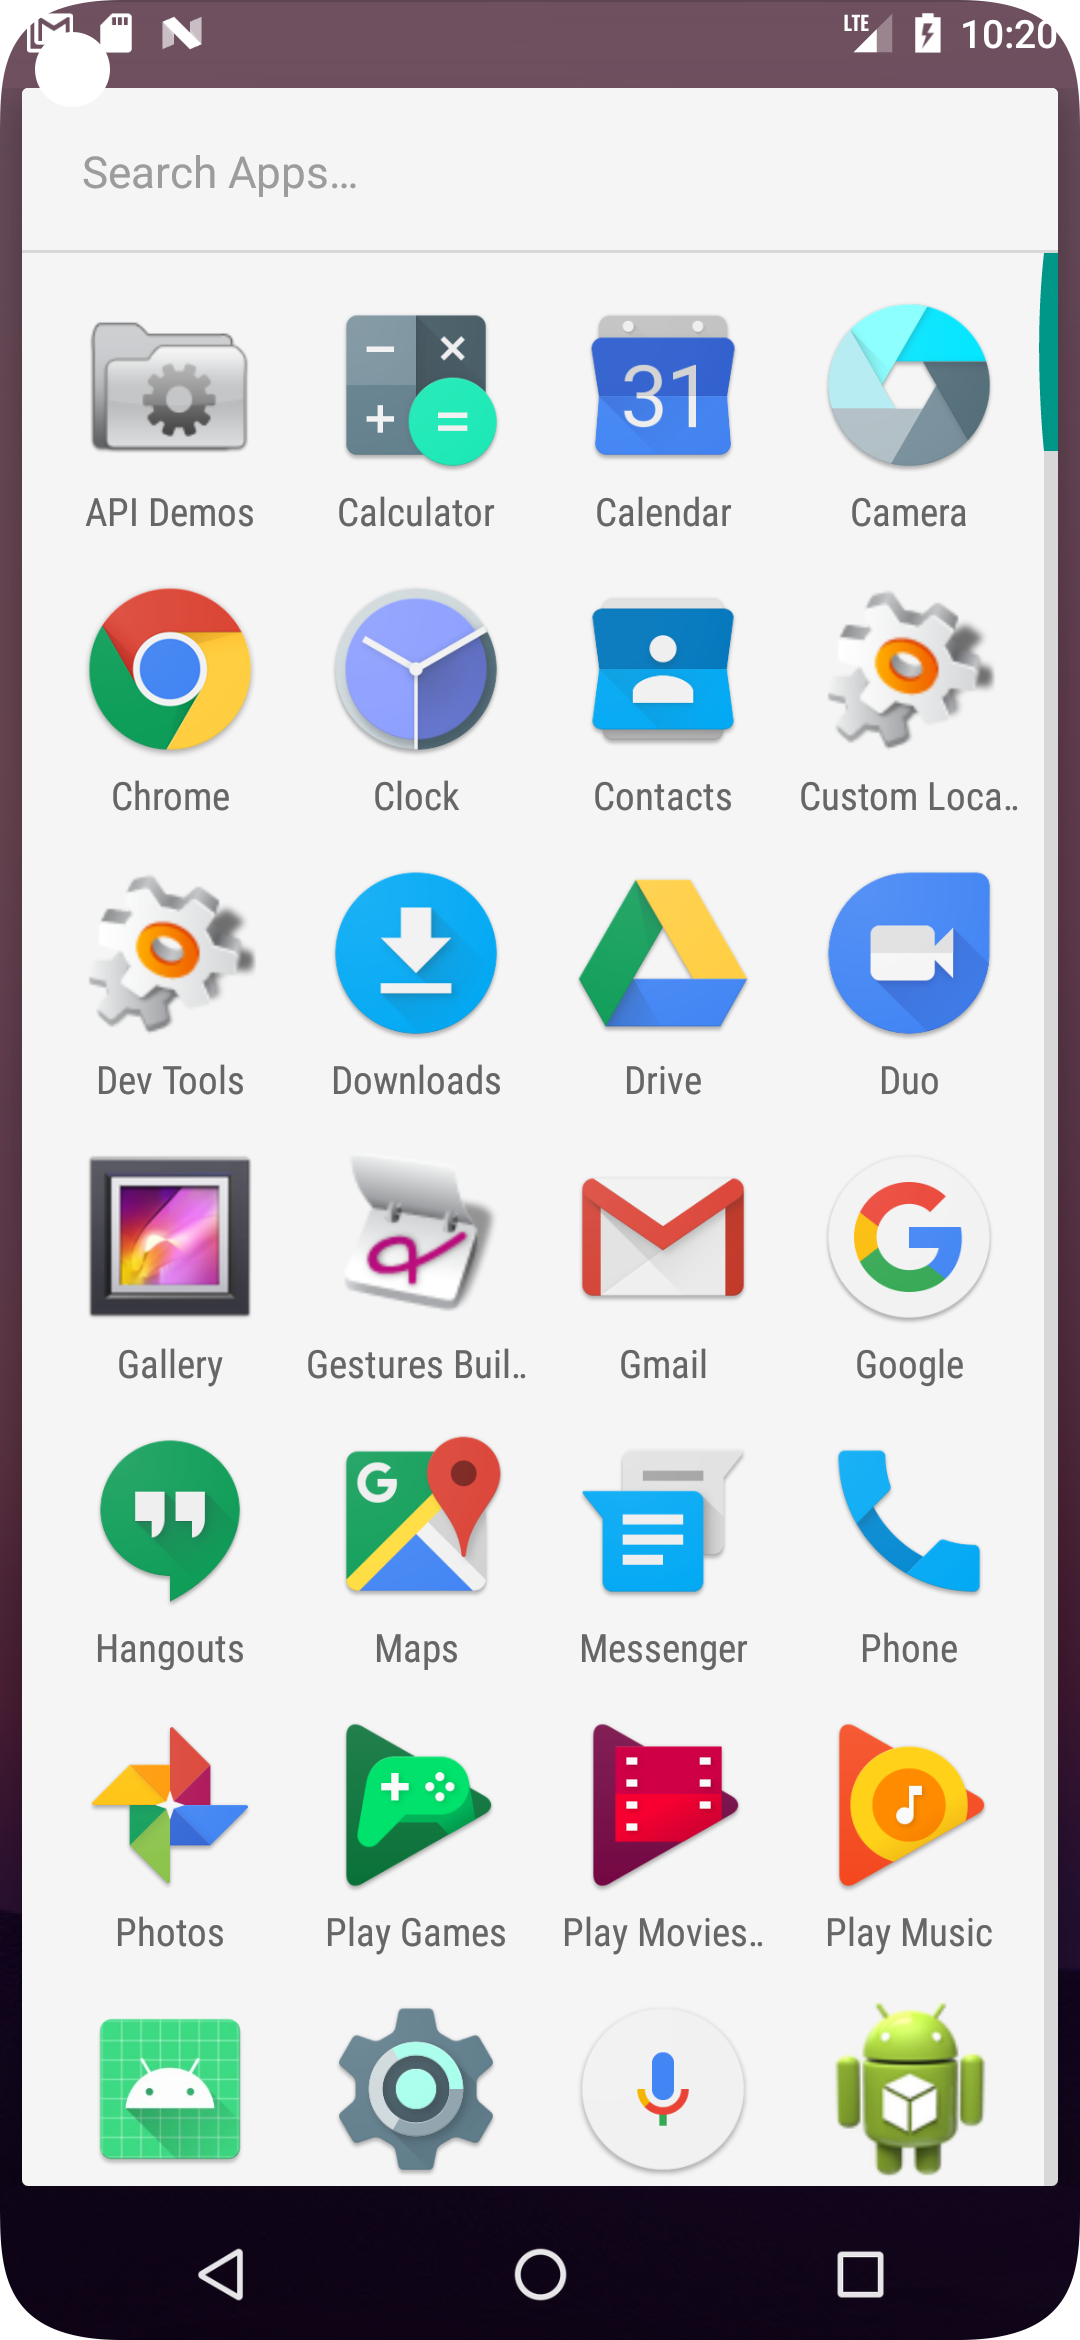 LTE 10:20
Search Apps…
31
API Demos Calculator Calendar Camera
Chrome Clock Contacts Custom Loca..
Dev Tools Downloads Drive Duo
G
Gallery Gestures Buil.. Gmail Google
G
Hangouts Maps Messenger Phone
Photos Play Games Play Movies.. Play Music